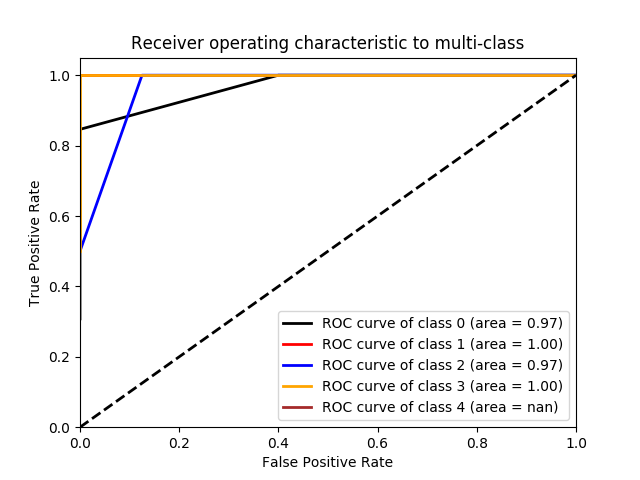 Receiver operating characteristic to multi-class
1.0
0.8
0.6
0.4
0.2
0.0
True Positive Rate
ROC curve of class 0 (area = 0.97)
ROC curve of class 1 (area = 1.00)
ROC curve of class 2 (area = 0.97)
ROC curve of class 3 (area = 1.00)
ROC curve of class 4 (area = nan)
0.0 0.2 0.4 0.6 0.8 1.0
False Positive Rate